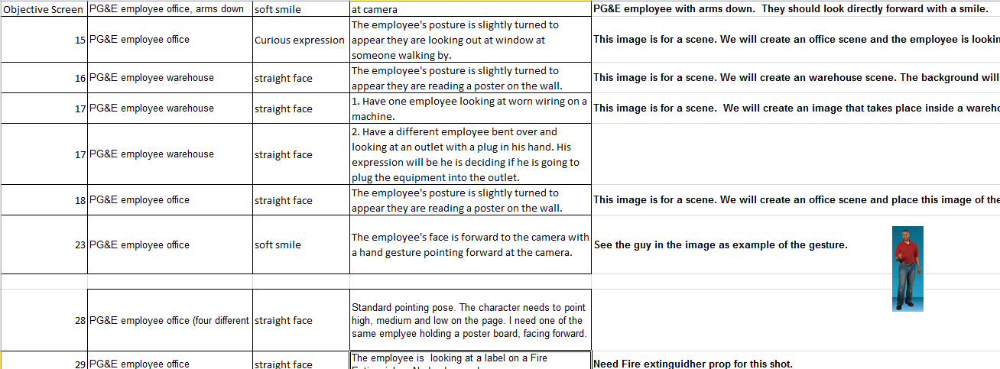 Objective Screen PG&E employee office, arms down soft smile at camera PG&E employee with arms down.  They should look directly forward with a smile.
15 PG&E employee office Curious expression
The employee's posture is slightly turned to
appear they are looking out at window at
someone walking by.
This image is for a scene. We will create an office scene and the employee is lookin
16 PG&E employee warehouse straight face
The employee's posture is slightly turned to
appear they are reading a poster on the wall.
This image is for a scene. We will create an warehouse scene. The background will
17 PG&E employee warehouse straight face
1. Have one employee looking at worn wiring on a
machine.
This image is for a scene.  We will create an image that takes place inside a wareho
17 PG&E employee warehouse straight face
2. Have a different employee bent over and
looking at an outlet with a plug in his hand. His
expression will be he is deciding if he is going to
plug the equipment into the outlet.
18 PG&E employee office straight face
The employee's posture is slightly turned to
appear they are reading a poster on the wall.
This image is for a scene. We will create an office scene and place this image of the
23 PG&E employee office soft smile
The employee's face is forward to the camera with
a hand gesture pointing forward at the camera.
See the guy in the image as example of the gesture.
28 PG&E employee office (four different straight face
Standard pointing pose. The character needs to point
high, medium and low on the page. I need one of the
same emplyee holding a poster board, facing forward.
29 PG&E employee office straight face
The employee is  looking at a label on a Fire
Need Fire extinguidher prop for this shot.